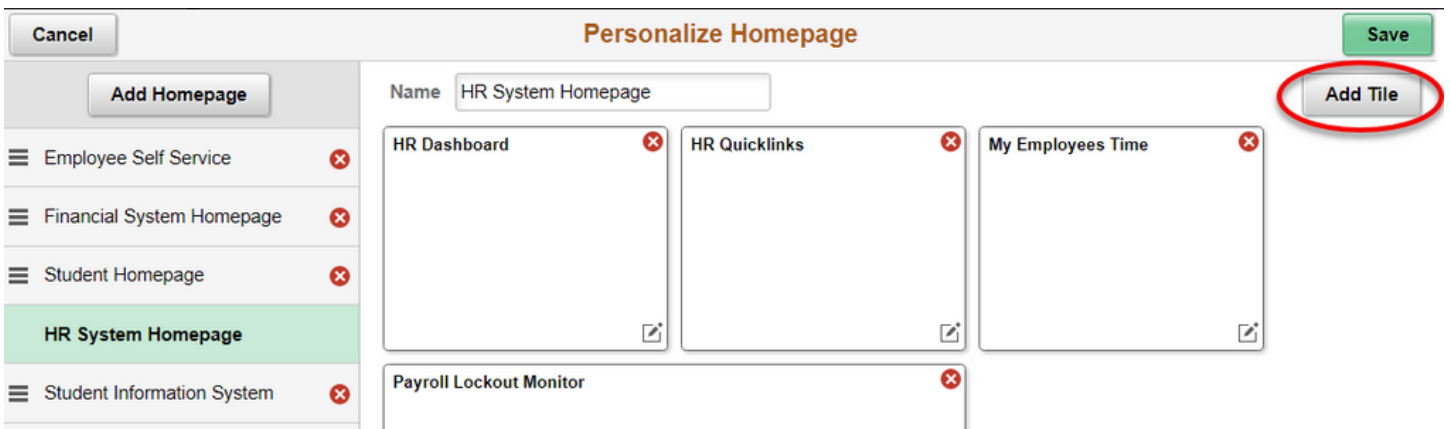 Cancel
Personalize Homepage
Save
Add Homepage
Name HR System Homepage
Add Tile
Employee Self Service
Financial System Homepage
Student Homepage
HR System Homepage
Student Information System
HR Dashboard
HR Quicklinks
My Employees Time
Payroll Lockout Monitor